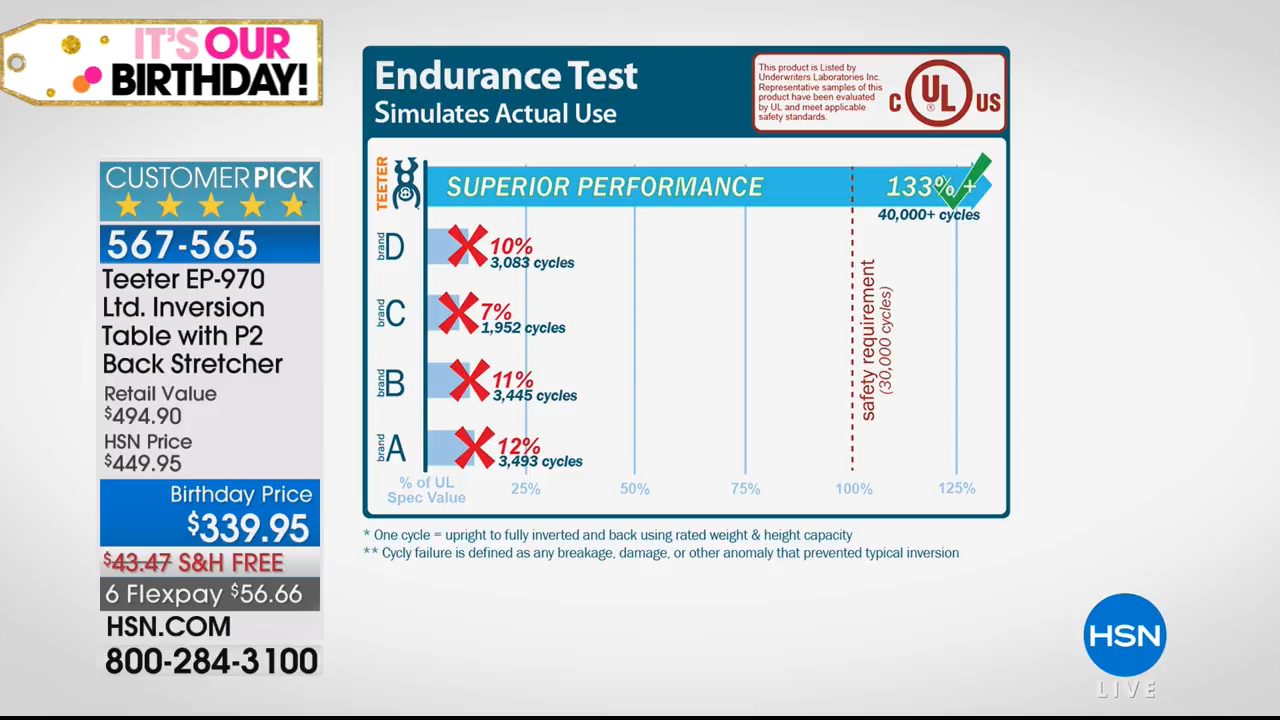 IT'S OUR
BIRTHDAY!
CUSTOMER PICK
567-565
Teeter EP-970
Ltd. Inversion
Table with P2
Back Stretcher
Retail Value
$494.90
HSN Price
$449.95
Birthday Price
$339.95
$43.47 S&H FREE
6 Flexpay $56.66
HSN.COM
800-284-3100
Endurance Test
Simulates Actual Use
This product is Listed by
Underwriters Laboratories Inc.
Representative samples of this
product have been evaluated
by UL and meet applicable
safety standards.
C UL ® US
TEETER
SUPERIOR PERFORMANCE
133% +
40,000+ cycles
brand D
10%
3,083 cycles
brand C
7%
1,952 cycles
brand B
11%
3,445 cycles
brand A
12%
3,493 cycles
safety requirement
(30,000 cycles)
% of UL
Spec Value
25%
50%
75%
100%
125%
* One cycle = upright to fully inverted and back using rated weight & height capacity
** Cycly failure is defined as any breakage, damage, or other anomaly that prevented typical inversion
HSN
LIVE